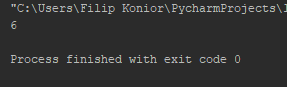 "C:\Users\Filip Konior\PycharmProjects\
6
Process finished with exit code 0